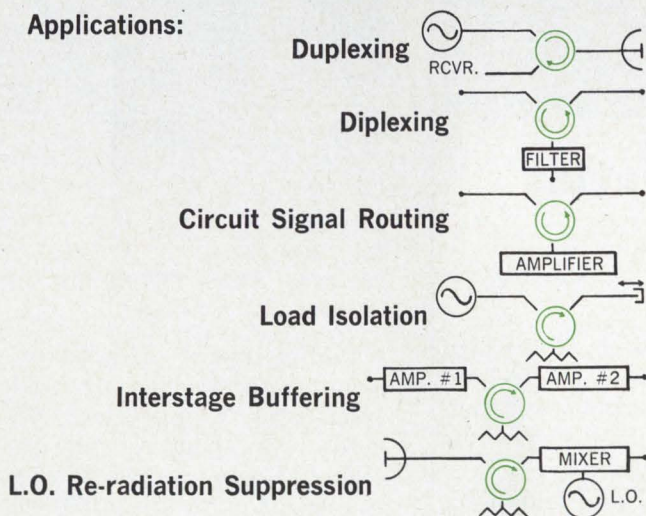 Applications:
Duplexing
RCVR.
Diplexing
FILTER
Circuit Signal Routing
AMPLIFIER
Load Isolation
Interstage Buffering
AMP. #1
AMP. #2
L.O. Re-radiation Suppression
MIXER
L.O.